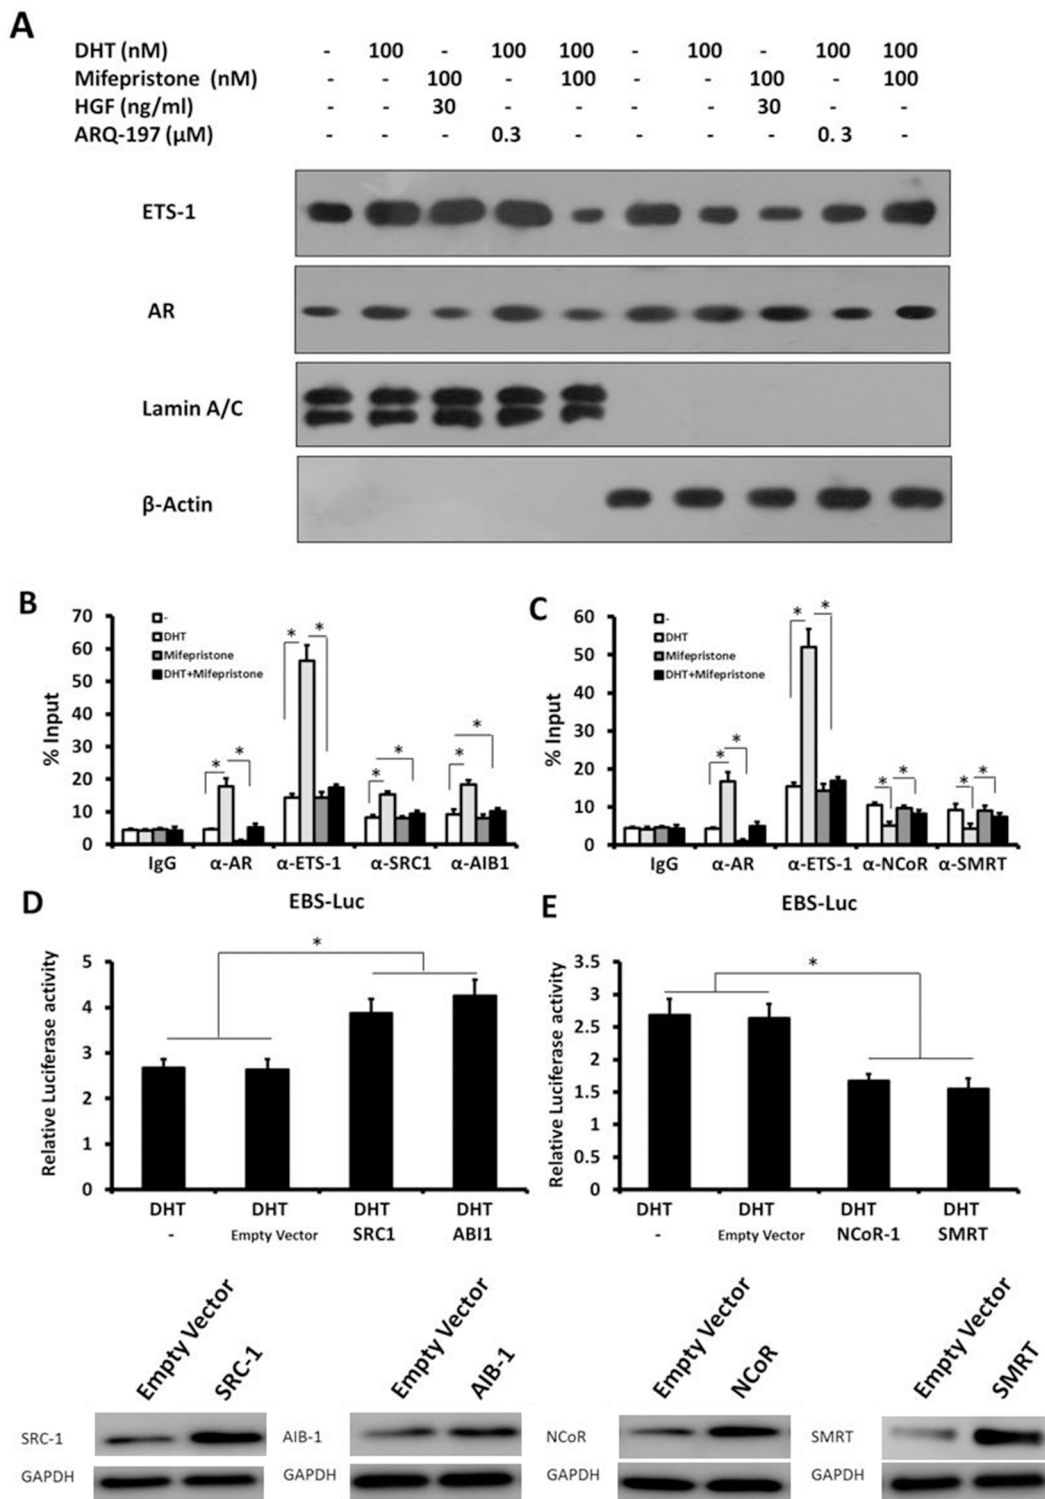 A
DHT (nM) - 100 - 100 100 - 100 - 100 100
Mifepristone (nM) - - 100 - 100 - - 100 - 100
HGF (ng/ml) - - 30 - - - - 30 - -
ARQ-197 (μM) - - - 0.3 - - - - 0. 3 -
ETS-1
AR
Lamin A/C
β-Actin
B
70
60
50
40
30
20
10
0
% Input
-
DHT
Mifepristone
DHT+Mifepristone
* * * * * * * *
IgG α-AR α-ETS-1 α-SRC1 α-AIB1
C
60
50
40
30
20
10
0
% Input
-
DHT
Mifepristone
DHT+Mifepristone
* * * * * * * *
IgG α-AR α-ETS-1 α-NCoR α-SMRT
D
EBS-Luc
5
4
3
2
1
0
Relative Luciferase activity
*
DHT DHT DHT DHT
- Empty Vector SRC1 ABI1
E
EBS-Luc
3.5
3
2.5
2
1.5
1
0.5
0
Relative Luciferase activity
*
DHT DHT DHT DHT
- Empty Vector NCoR-1 SMRT
Empty Vector SRC-1
SRC-1
GAPDH
Empty Vector AIB-1
AIB-1
GAPDH
Empty Vector NCoR
NCoR
GAPDH
Empty Vector SMRT
SMRT
GAPDH